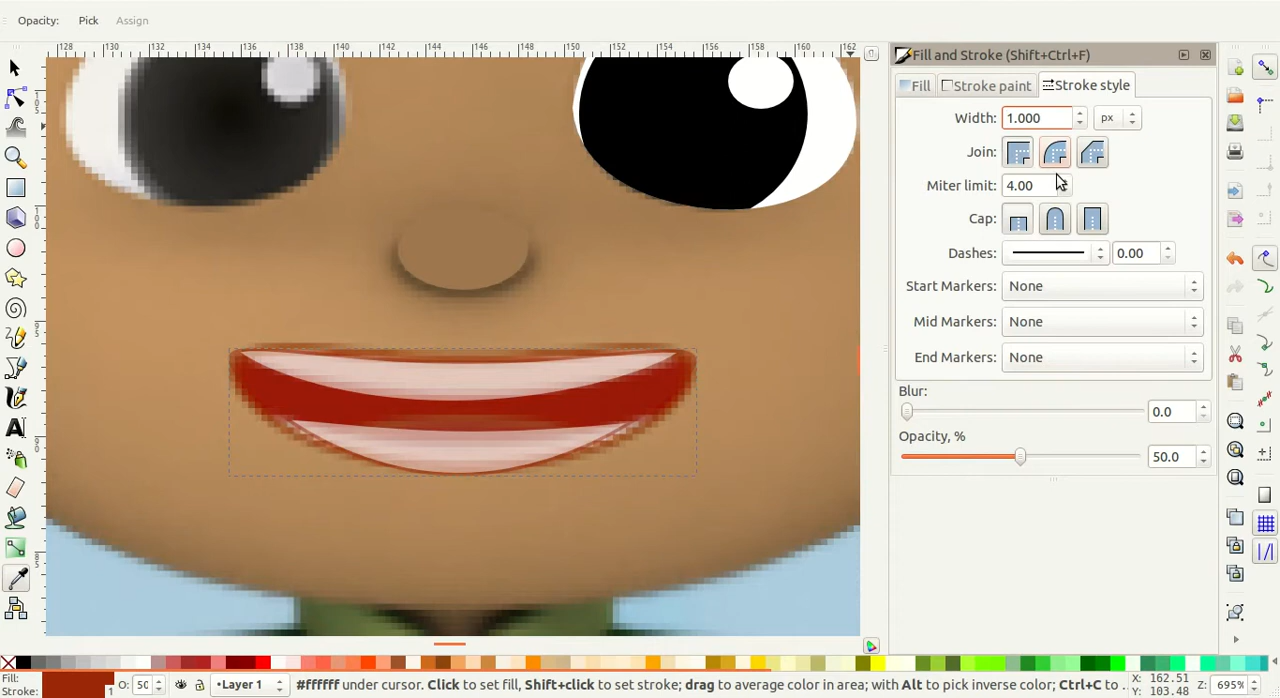 Opacity: Pick Assign
128 130 132 134 136 138 140 142 144 146 148 150 152 154 156 158 160 162
Fill and Stroke (Shift+Ctrl+F)
Fill Stroke paint Stroke style
Width: 1.000 px
Join:
Miter limit: 4.00
Cap:
Dashes: 0.00
Start Markers: None
Mid Markers: None
End Markers: None
Blur:
0.0
Opacity, %
50.0
Fill:
Stroke: 1 O: 50 •Layer 1 #ffffff under cursor. Click to set fill, Shift+click to set stroke; drag to average color in area; with Alt to pick inverse color; Ctrl+C to . X: 162.51
Y: 103.48 Z: 695%